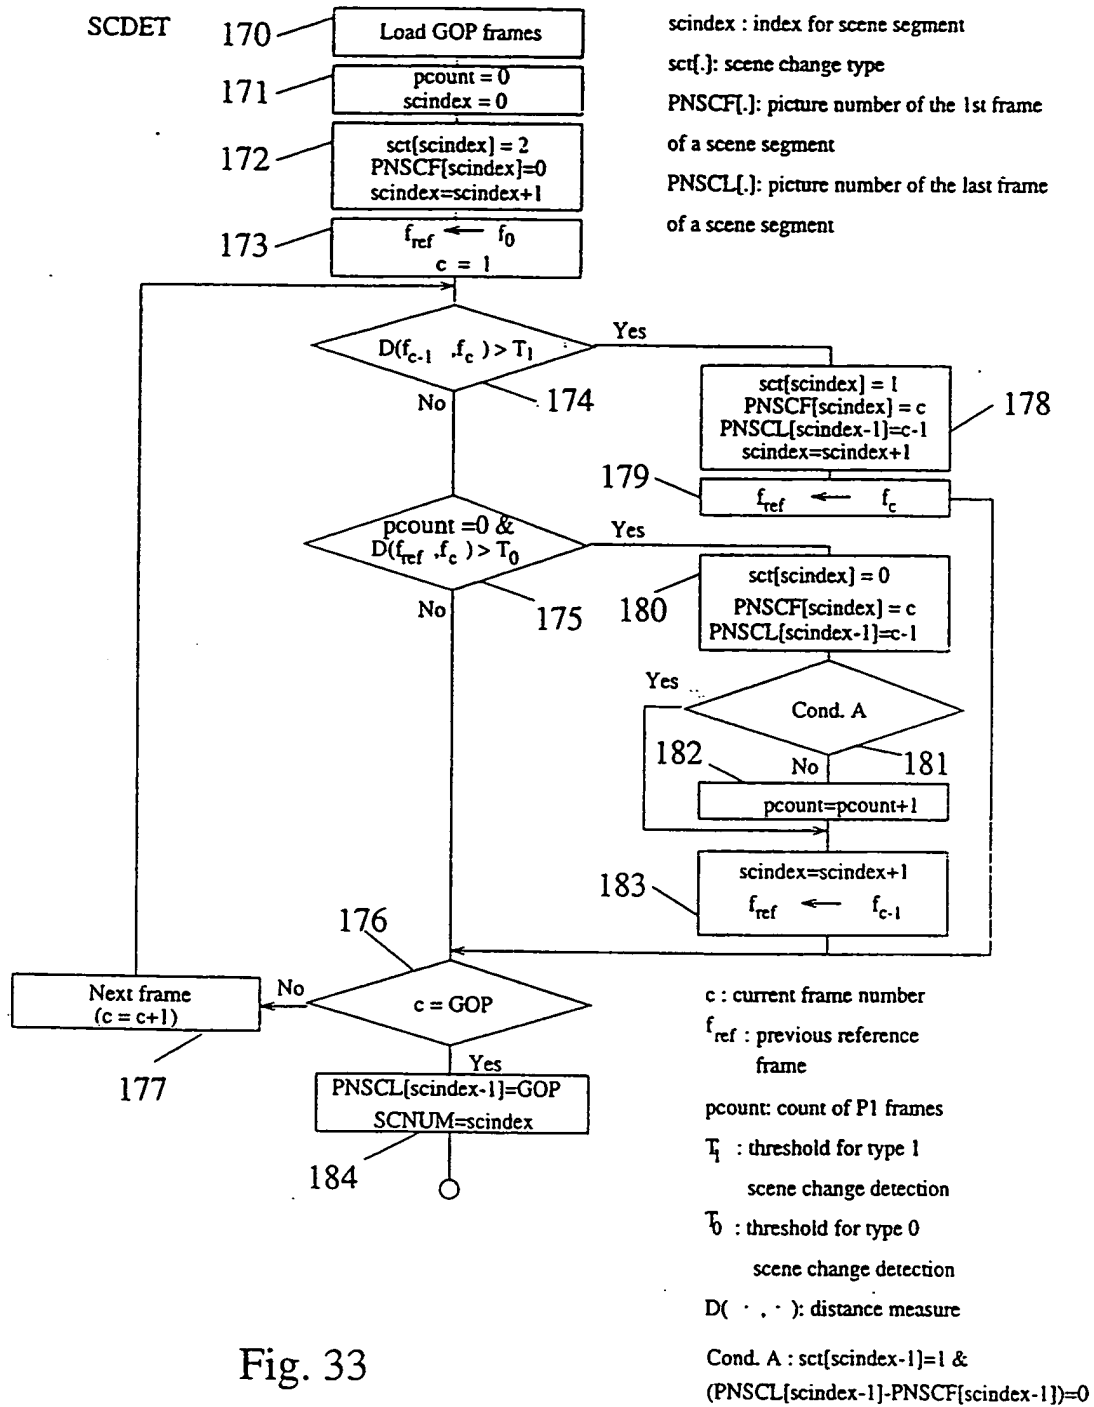 SCDET
170
Load GOP frames
171
pcount = 0
scindex = 0
172
sct[scindex] = 2
PNSCF[scindex]=0
scindex=scindex+1
173
f_ref ← f_0
c = 1
scindex : index for scene segment
sct[.]: scene change type
PNSCF[.]: picture number of the 1st frame
of a scene segment
PNSCL[.]: picture number of the last frame
of a scene segment
D(f_c-1 ,f_c ) > T_1
Yes
174
No
sct[scindex] = 1
PNSCF[scindex] = c
PNSCL[scindex-1]=c-1
scindex=scindex+1
178
179
f_ref ← f_c
pcount =0 &
D(f_ref ,f_c ) > T_0
Yes
175
No
180
sct[scindex] = 0
PNSCF[scindex] = c
PNSCL[scindex-1]=c-1
Yes
Cond. A
181
182
No
pcount=pcount+1
183
scindex=scindex+1
f_ref ← f_c-1
176
c = GOP
No
Next frame
(c = c+1)
177
Yes
PNSCL[scindex-1]=GOP
SCNUM=scindex
184
c : current frame number
f_ref : previous reference
frame
pcount: count of P1 frames
T_1 : threshold for type 1
scene change detection
T_0 : threshold for type 0
scene change detection
D( · , · ): distance measure
Cond. A : sct[scindex-1]=1 &
(PNSCL[scindex-1]-PNSCF[scindex-1])=0
Fig. 33